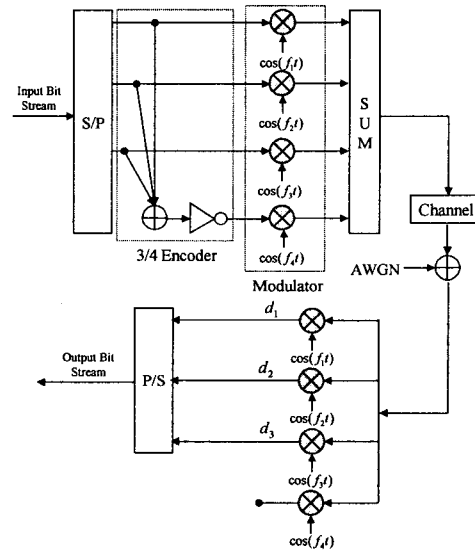 cos(f₁t)
Input Bit
Stream
S/P
cos(f₂t)
S
U
M
cos(f₃t)
Channel
3/4 Encoder
cos(f₄t)
Modulator
AWGN
d₁
cos(f₁t)
Output Bit
Stream
P/S
d₂
cos(f₂t)
d₃
cos(f₃t)
cos(f₄t)